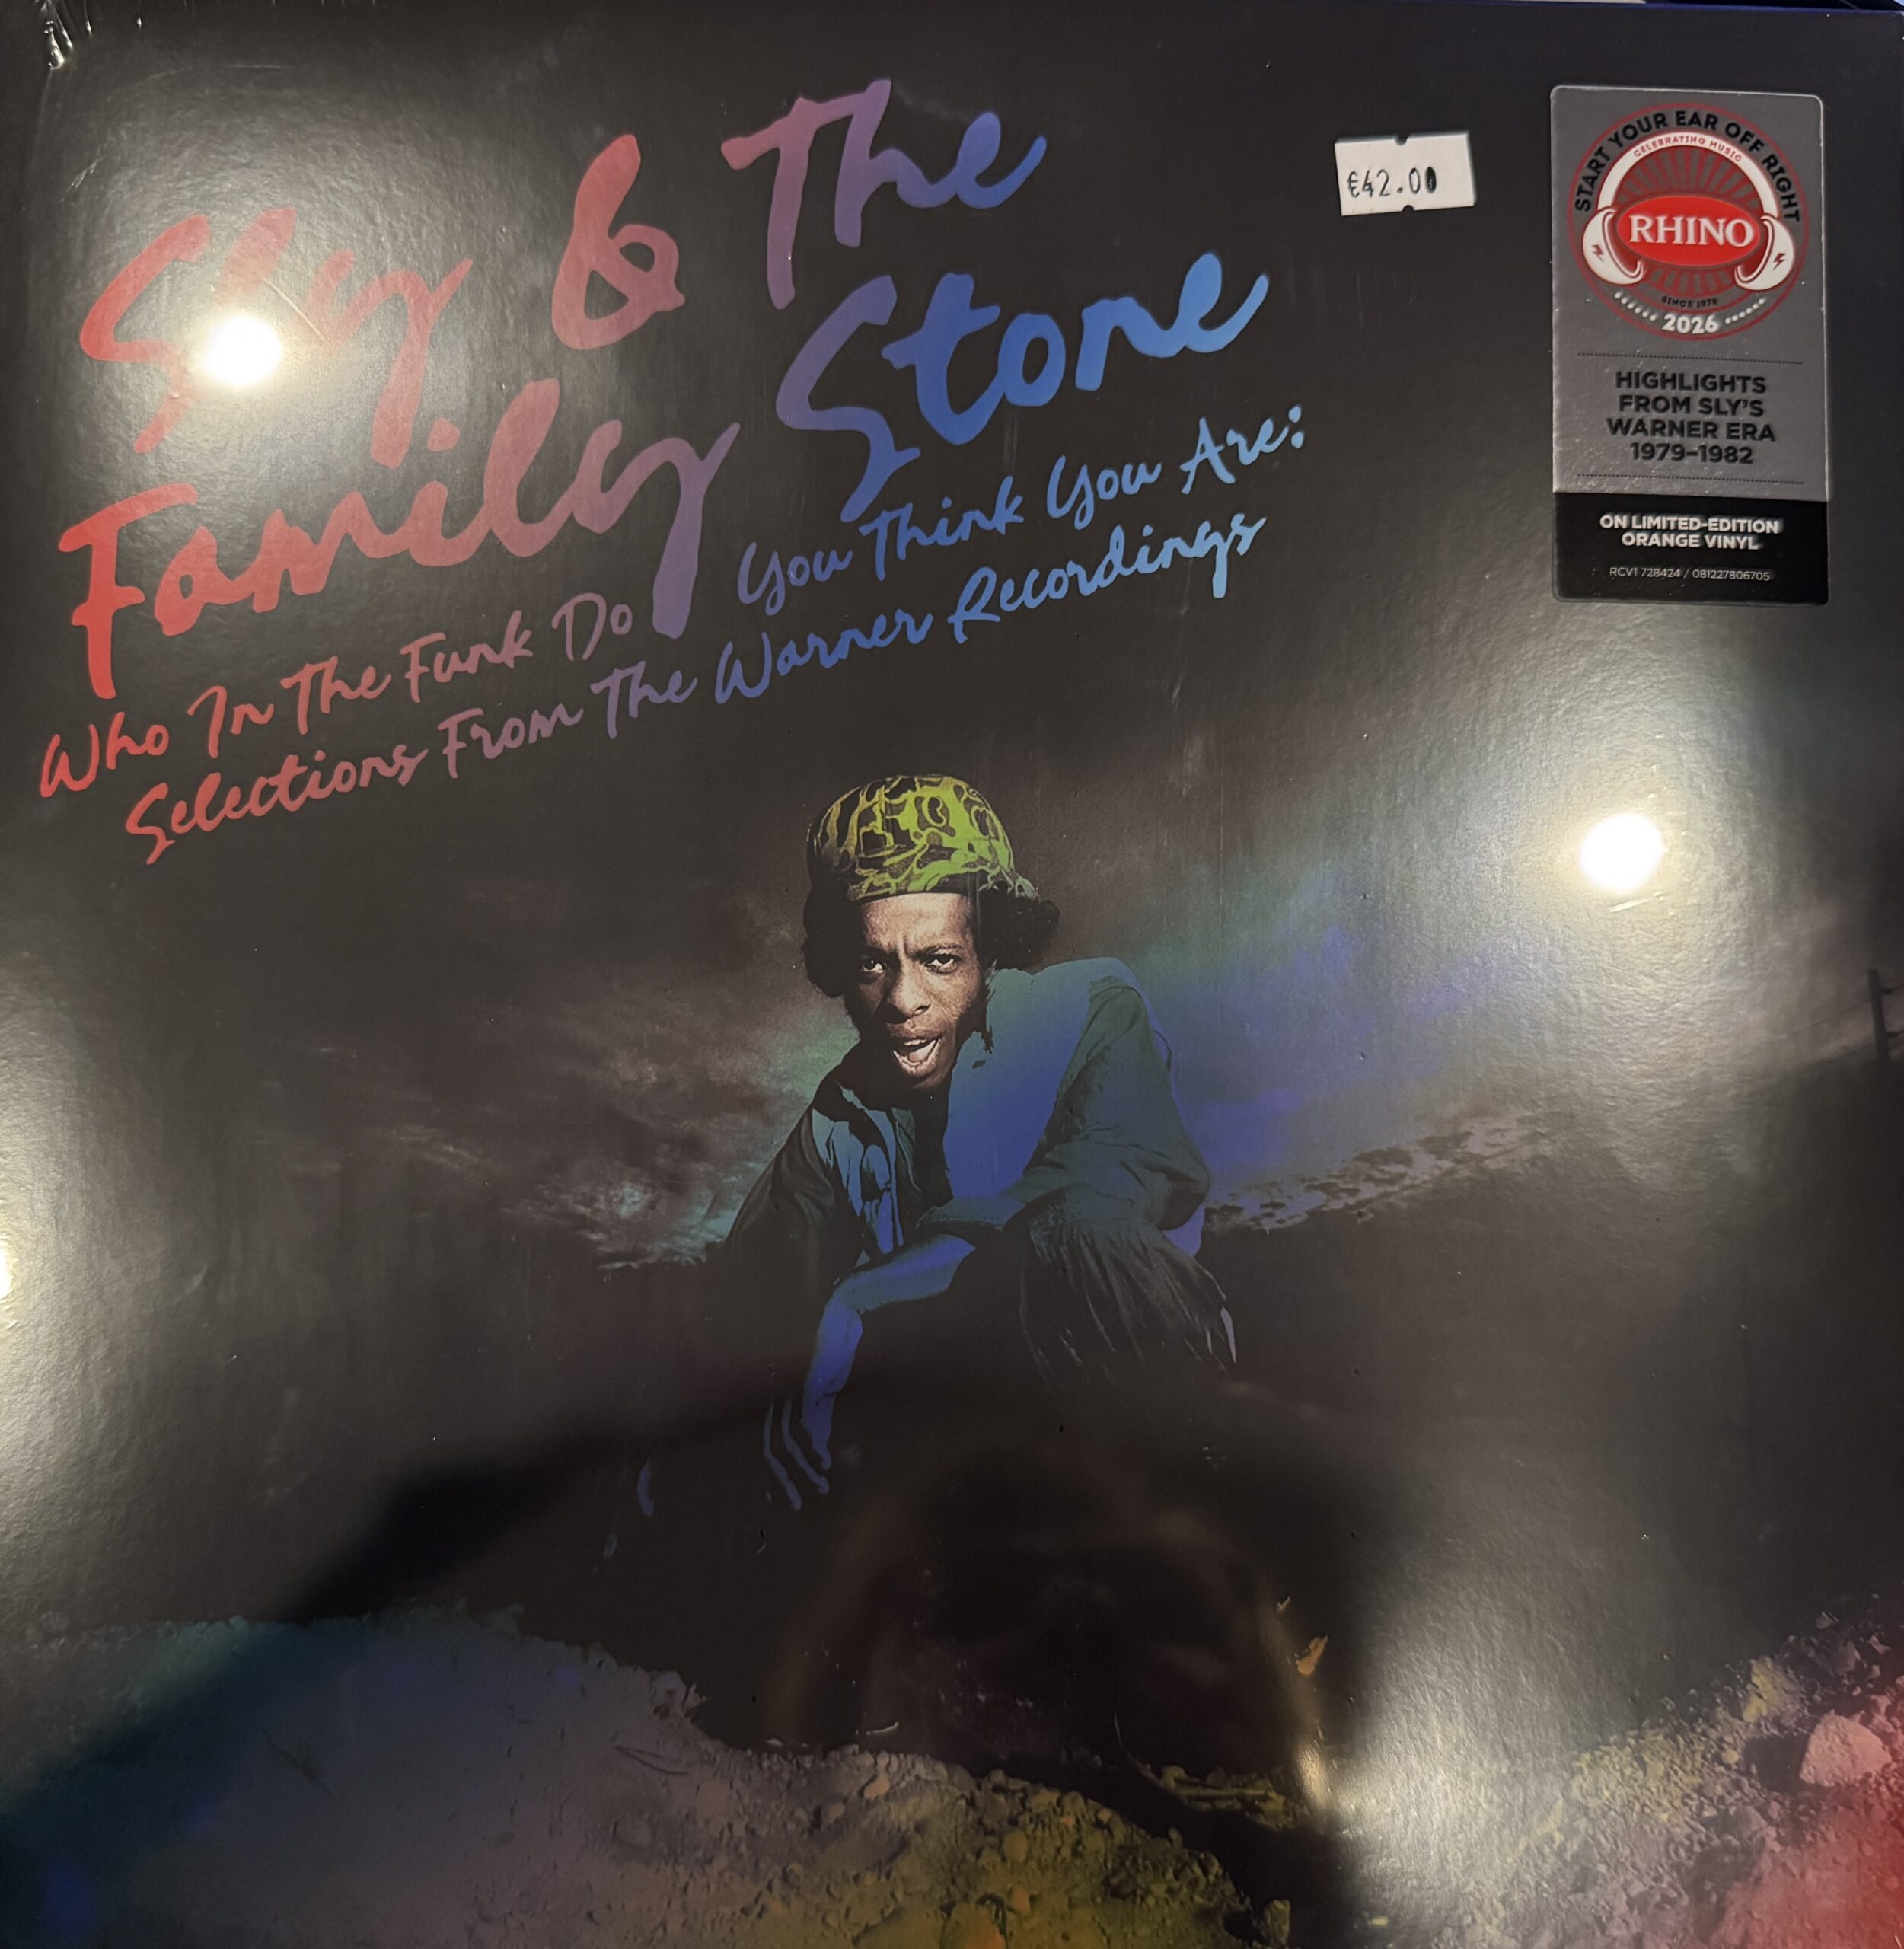 Sly & The
Family Stone
Who In The Funk Do You Think You Are:
Selections From The Warner Recordings
€42.00
START YOUR EAR OFF RIGHT
CELEBRATING MUSIC
RHINO
SINCE 1978
2026
HIGHLIGHTS
FROM SLY'S
WARNER ERA
1979–1982
ON LIMITED-EDITION
ORANGE VINYL
RCV1 728424 / 081227806705